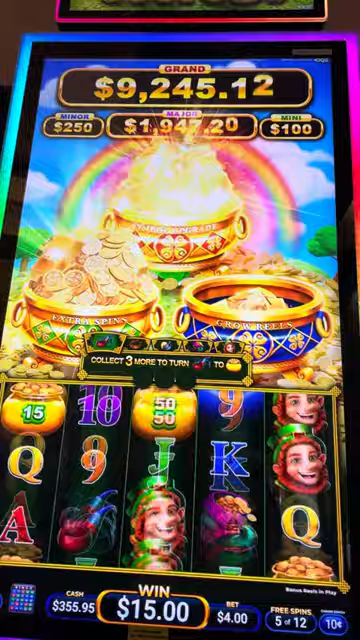 GRAND
$9,245.12
MINOR
$250
MAJOR
$1,947.20
MINI
$100
EXTRA SPINS
GROW REELS
COLLECT 3 MORE TO TURN TO
15
10
50
50
9
Q
9
J
K
A
Q
Bonus Reels in Play
CASH
$355.95
WIN
$15.00
BET
$4.00
FREE SPINS
5 of 12
10¢